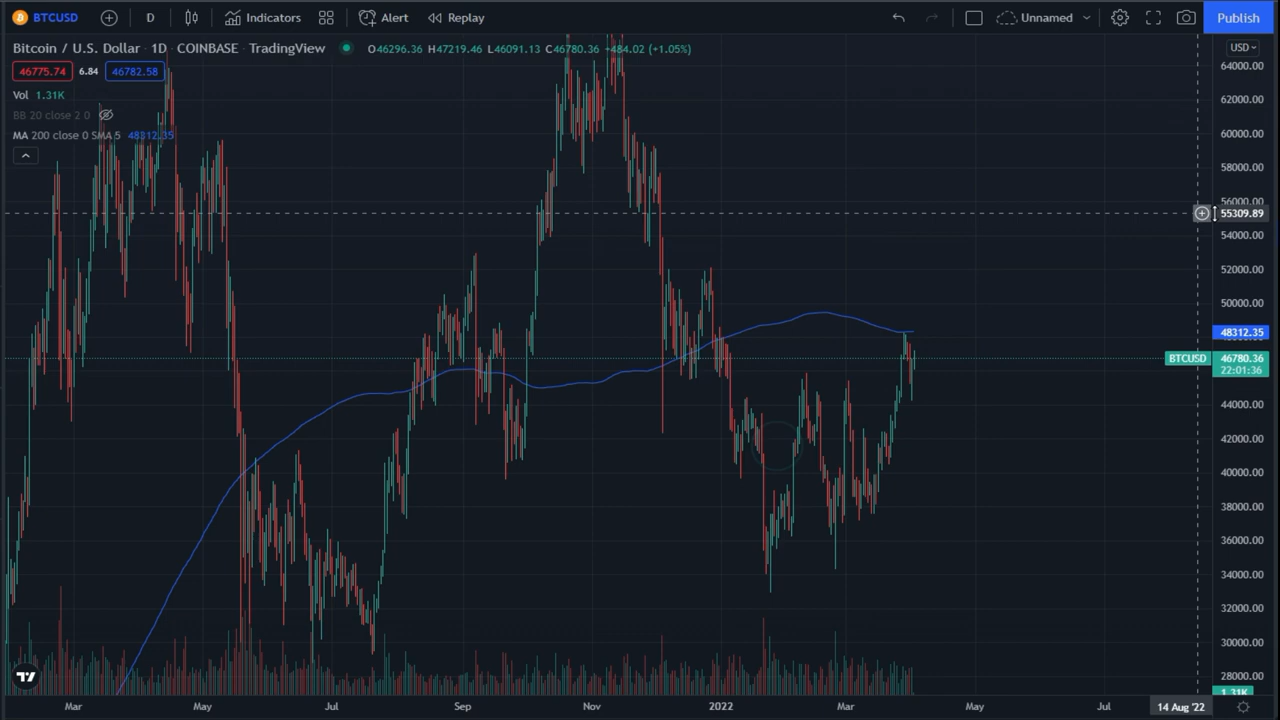 BTCUSD D Indicators Alert Replay Unnamed Publish
Bitcoin / U.S. Dollar · 1D · COINBASE · TradingView O46296.36 H47219.46 L46091.13 C46780.36 +484.02 (+1.05%)
USD
46775.74 6.84 46782.58
Vol 1.31K
BB 20 close 2 0
MA 200 close 0 SMA 5 48312.35
64000.00
62000.00
60000.00
58000.00
56000.00
55309.89
54000.00
52000.00
50000.00
48312.35
BTCUSD 46780.36
22:01:36
44000.00
42000.00
40000.00
38000.00
36000.00
34000.00
32000.00
30000.00
28000.00
1.31K
Mar May Jul Sep Nov 2022 Mar May Jul 14 Aug '22